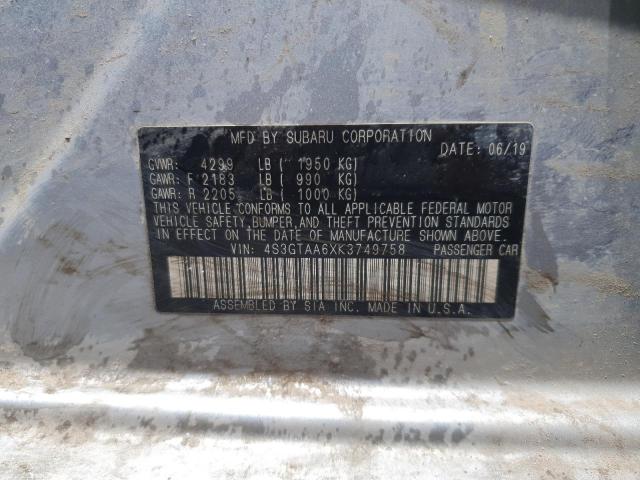 MFD BY SUBARU CORPORATION
DATE: 06/19
GVWR: 4299 LB ( 1950 KG)
GAWR: F 2183 LB ( 990 KG)
GAWR: R 2205 LB ( 1000 KG)
THIS VEHICLE CONFORMS TO ALL APPLICABLE FEDERAL MOTOR
VEHICLE SAFETY, BUMPER, AND THEFT PREVENTION STANDARDS
IN EFFECT ON THE DATE OF MANUFACTURE SHOWN ABOVE.
VIN: 4S3GTAA6XK3749758 PASSENGER CAR
ASSEMBLED BY SIA INC. MADE IN U.S.A.